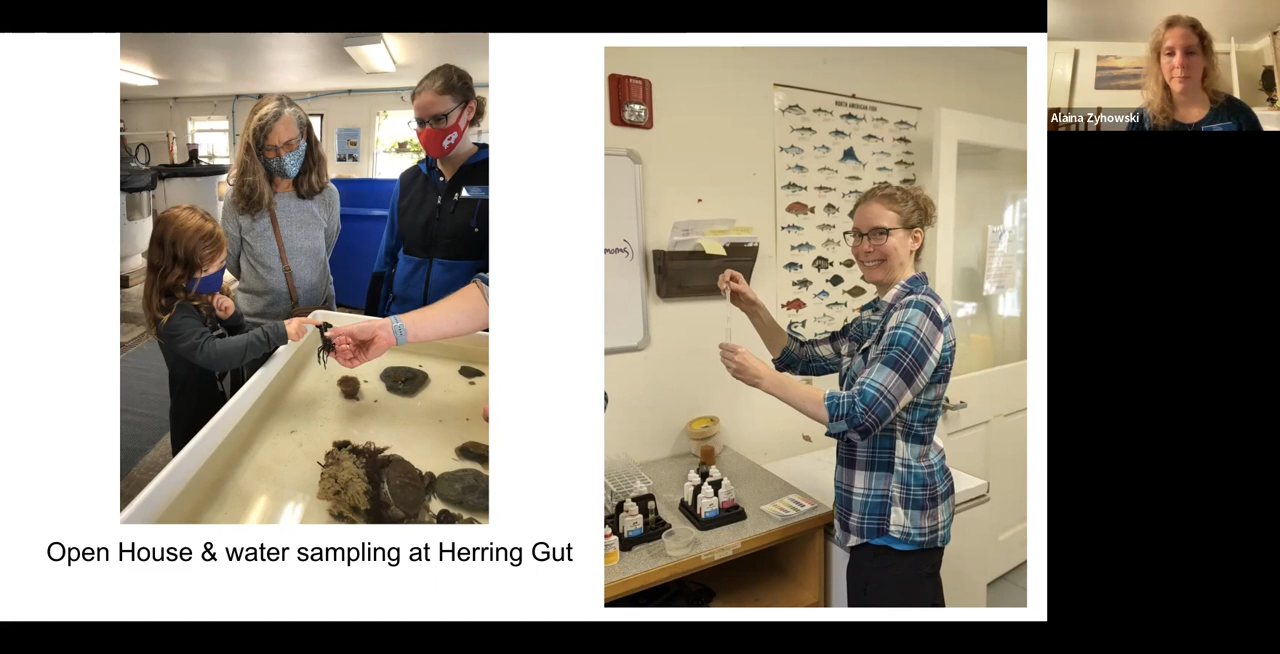 NORTH AMERICAN FISH
Alaina Zyhowski
Open House & water sampling at Herring Gut